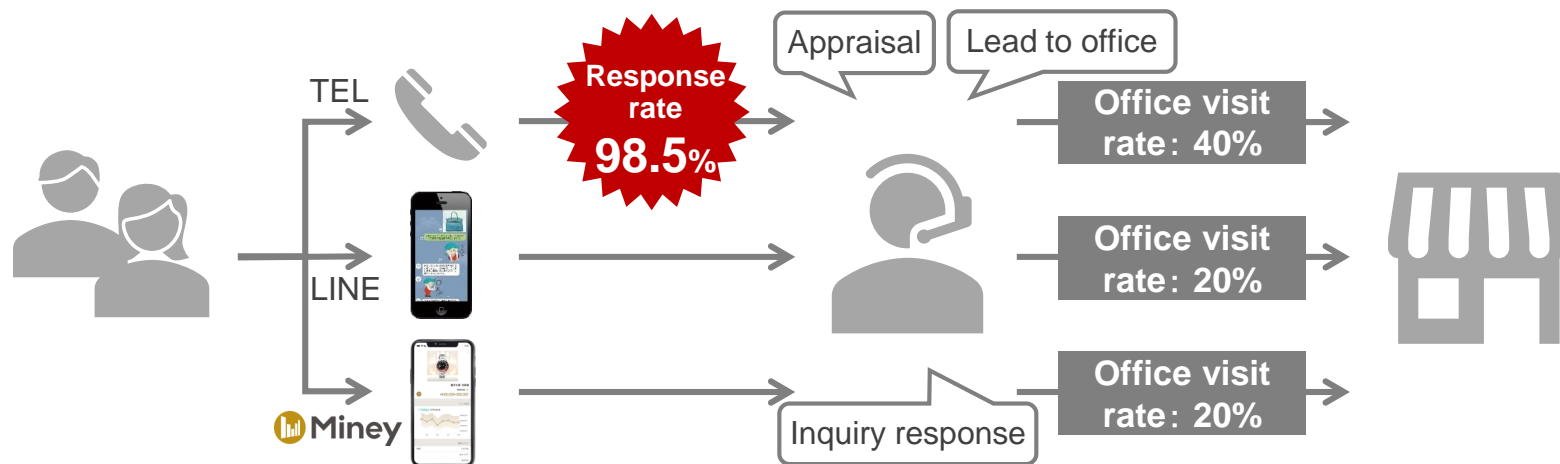 Appraisal
Lead to office
TEL
Response
rate
98.5%
Office visit
rate: 40%
LINE
Office visit
rate: 20%
Miney
Inquiry response
Office visit
rate: 20%